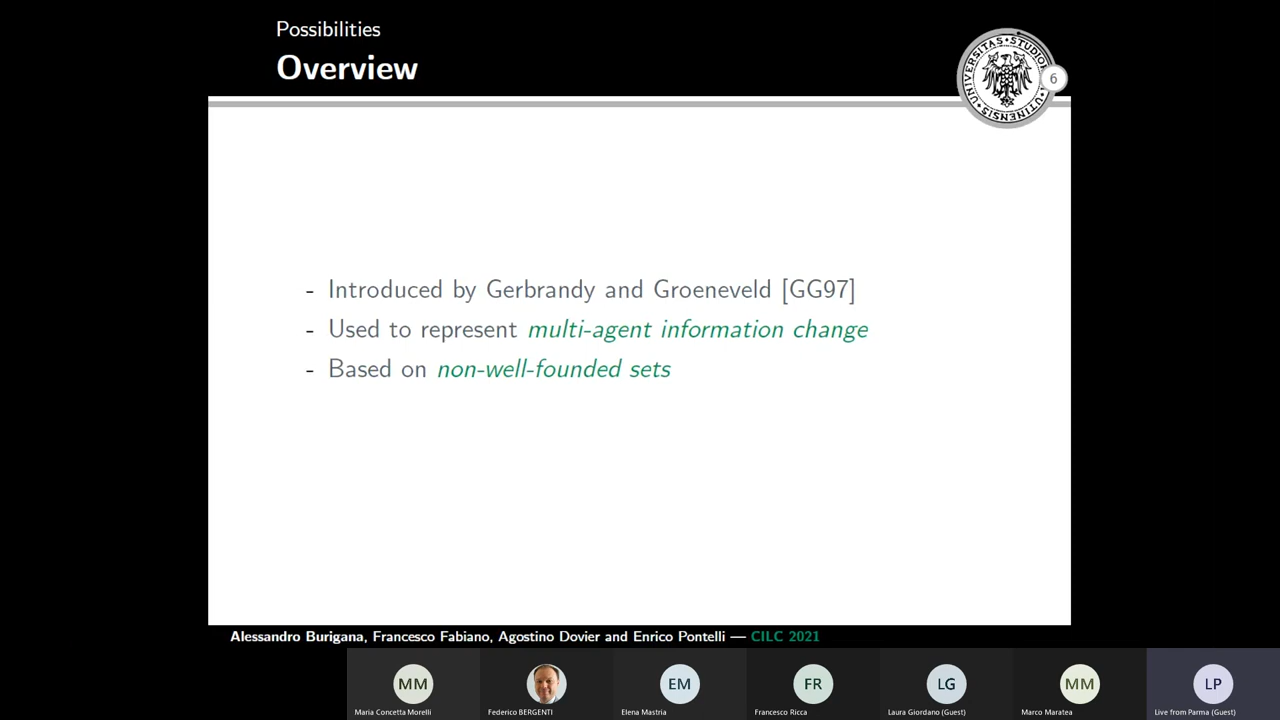 Possibilities
Overview
UNIVERSITAS · STUDIOR
UTINENSIS
6
- Introduced by Gerbrandy and Groeneveld [GG97]
- Used to represent multi-agent information change
- Based on non-well-founded sets
Alessandro Burigana, Francesco Fabiano, Agostino Dovier and Enrico Pontelli — CILC 2021
MM
EM
FR
LG
MM
LP
Maria Concetta Morelli
Federico BERGENTI
Elena Mastria
Francesco Ricca
Laura Giordano (Guest)
Marco Maratea
Live from Parma (Guest)